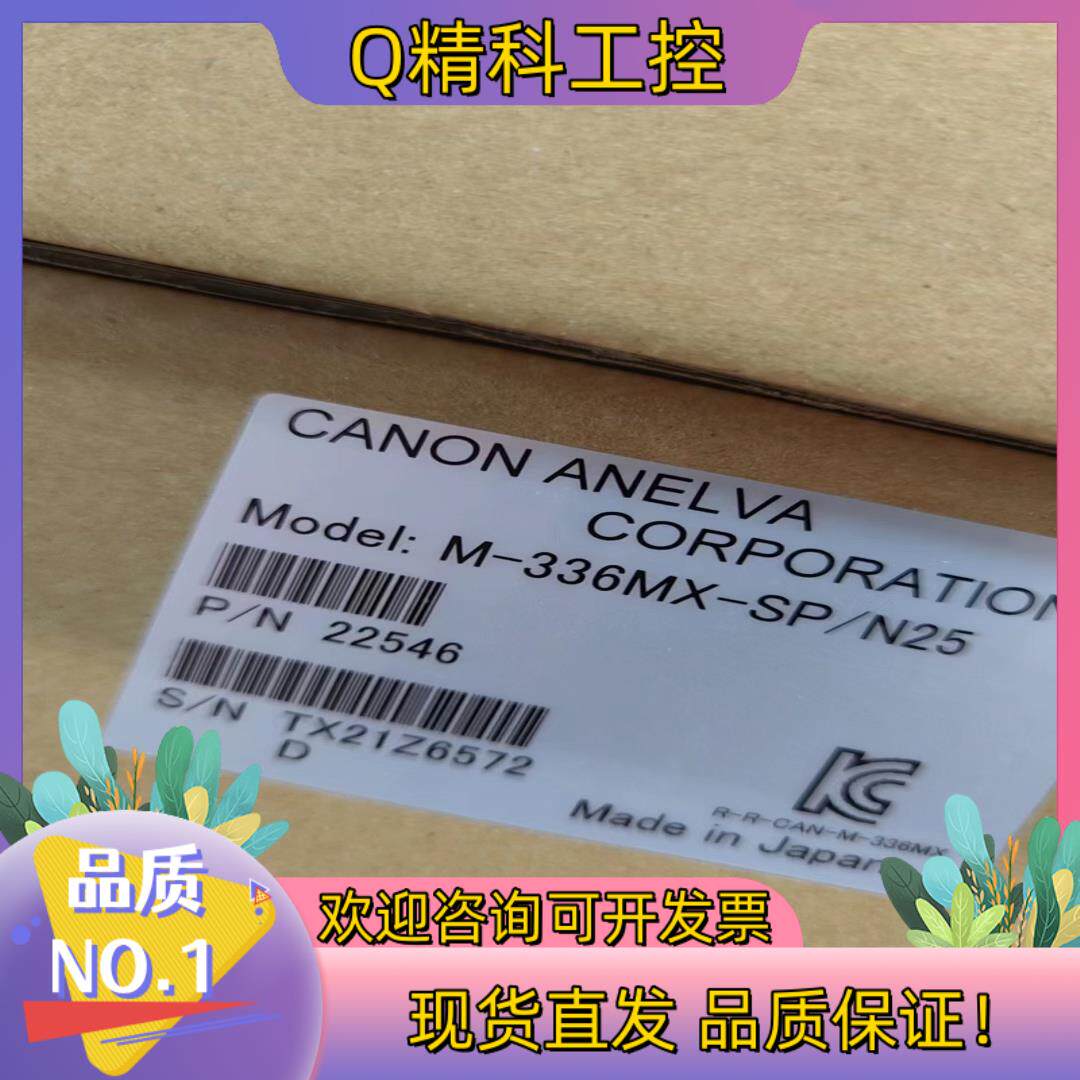 Q精科工控
CANON ANELVA
CORPORATION
Model: M-336MX-SP/N25
P/N 22546
S/N TX21Z6572
D
KC
R-R-CAN-M-336MX
Made in Japan
品质
NO.1
欢迎咨询可开发票
现货直发 品质保证!